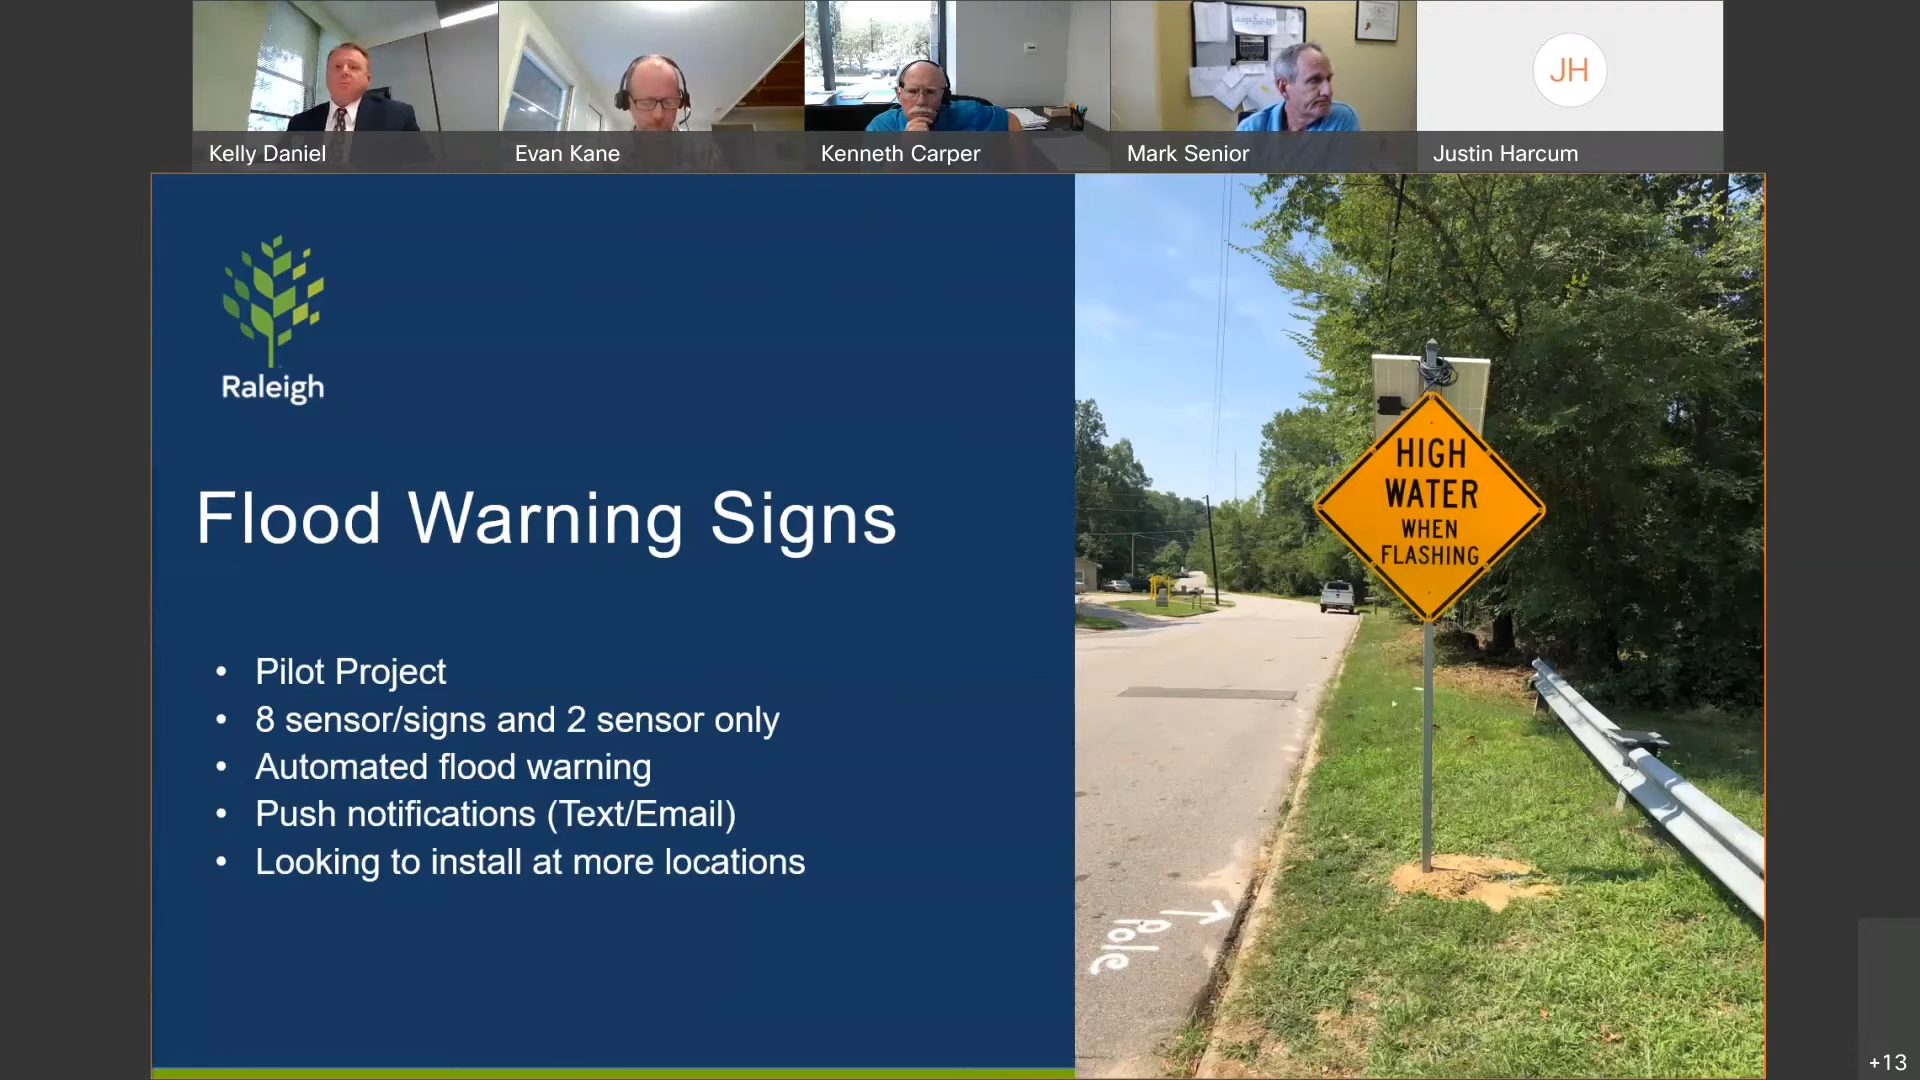 Kelly Daniel
Evan Kane
Kenneth Carper
Mark Senior
JH
Justin Harcum
Raleigh
Flood Warning Signs
• Pilot Project
• 8 sensor/signs and 2 sensor only
• Automated flood warning
• Push notifications (Text/Email)
• Looking to install at more locations
HIGH
WATER
WHEN
FLASHING
Pole
+13